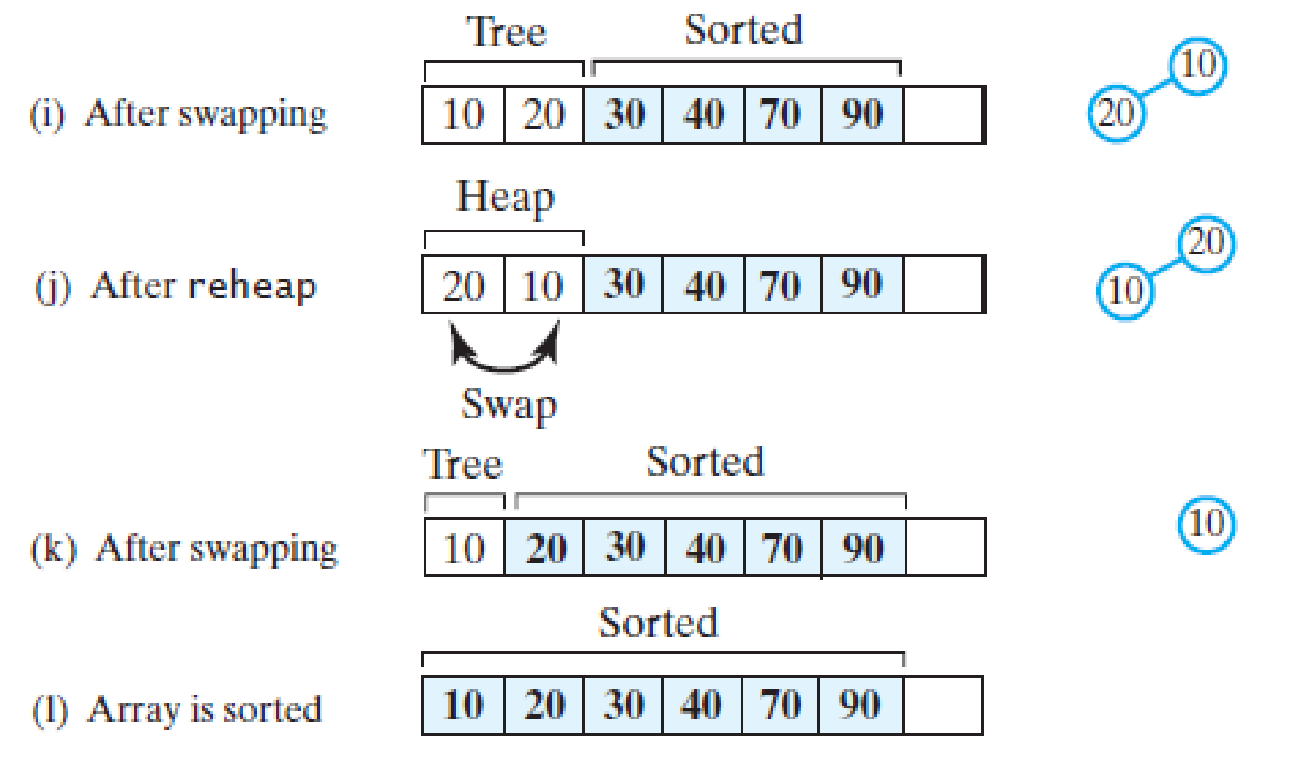 Tree Sorted
(i) After swapping 10 20 30 40 70 90 20 10
Heap
(j) After reheap 20 10 30 40 70 90 10 20
Swap
Tree Sorted
(k) After swapping 10 20 30 40 70 90 10
Sorted
(l) Array is sorted 10 20 30 40 70 90